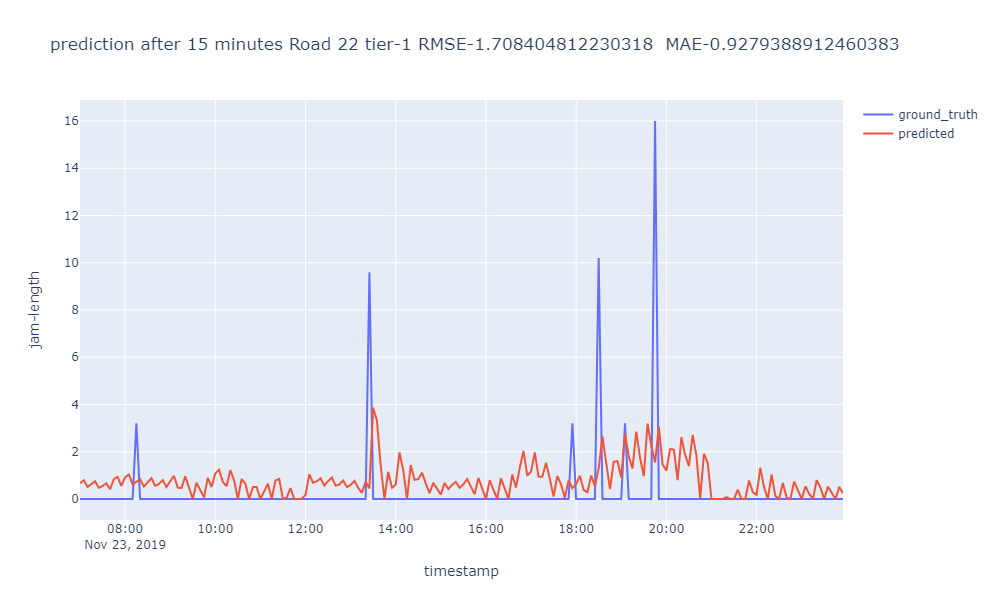 prediction after 15 minutes Road 22 tier-1 RMSE-1.708404812230318  MAE-0.9279388912460383
ground_truth
predicted
16
14
12
10
8
6
4
2
0
jam-length
08:00 10:00 12:00 14:00 16:00 18:00 20:00 22:00
Nov 23, 2019
timestamp